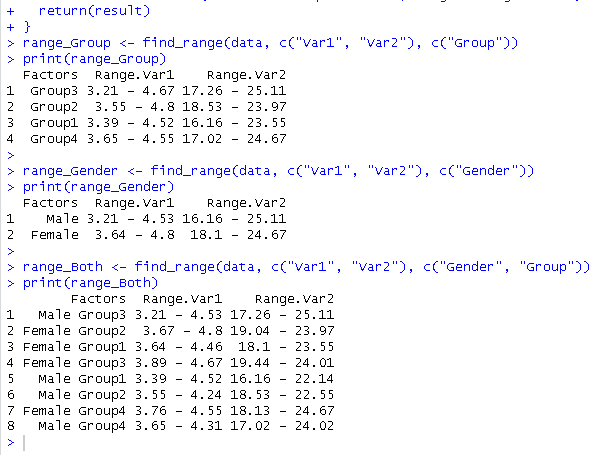 +   return(result)
+ }
> range_Group <- find_range(data, c("Var1", "Var2"), c("Group"))
> print(range_Group)
  Factors  Range.Var1    Range.Var2
1  Group3 3.21 - 4.67 17.26 - 25.11
2  Group2  3.55 - 4.8 18.53 - 23.97
3  Group1 3.39 - 4.52 16.16 - 23.55
4  Group4 3.65 - 4.55 17.02 - 24.67
>
> range_Gender <- find_range(data, c("Var1", "Var2"), c("Gender"))
> print(range_Gender)
  Factors  Range.Var1    Range.Var2
1    Male 3.21 - 4.53 16.16 - 25.11
2  Female  3.64 - 4.8  18.1 - 24.67
>
> range_Both <- find_range(data, c("Var1", "Var2"), c("Gender", "Group"))
> print(range_Both)
        Factors  Range.Var1    Range.Var2
1   Male Group3 3.21 - 4.53 17.26 - 25.11
2 Female Group2  3.67 - 4.8 19.04 - 23.97
3 Female Group1 3.64 - 4.46  18.1 - 23.55
4 Female Group3 3.89 - 4.67 19.44 - 24.01
5   Male Group1 3.39 - 4.52 16.16 - 22.14
6   Male Group2 3.55 - 4.24 18.53 - 22.55
7 Female Group4 3.76 - 4.55 18.13 - 24.67
8   Male Group4 3.65 - 4.31 17.02 - 24.02
>